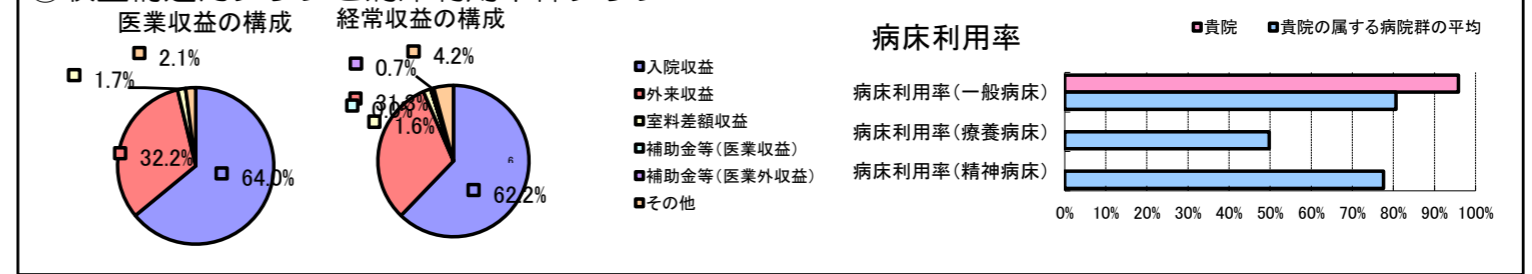 医業収益の構成
経常収益の構成
2.1%
1.7%
32.2%
64.0%
4.2%
0.7%
31.3%
0.0%
1.6%
62.2%
入院収益
外来収益
室料差額収益
補助金等(医業収益)
補助金等(医業外収益)
その他
病床利用率
貴院
貴院の属する病院群の平均
病床利用率(一般病床)
病床利用率(療養病床)
病床利用率(精神病床)
0% 10% 20% 30% 40% 50% 60% 70% 80% 90% 100%